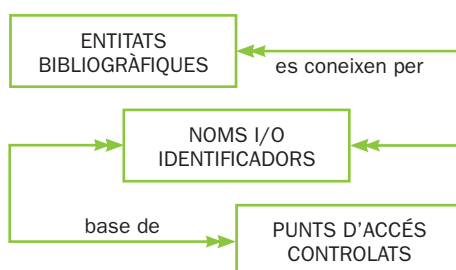 ENTITATS
BIBLIOGRÀFIQUES
es coneixen per
NOMS I/O
IDENTIFICADORS
base de
PUNTS D'ACCÉS
CONTROLATS